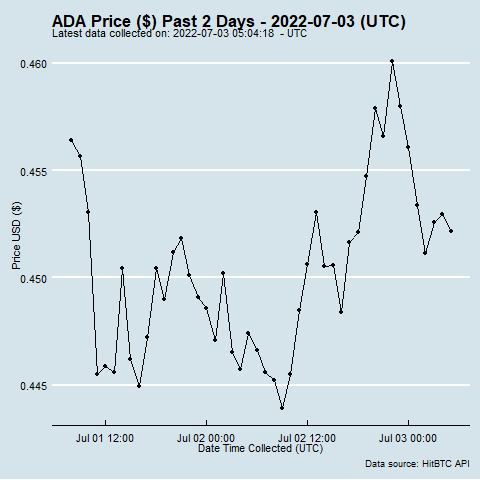 ADA Price ($) Past 2 Days - 2022-07-03 (UTC)
Latest data collected on: 2022-07-03 05:04:18 - UTC
0.460
0.455
0.450
0.445
Price USD ($)
Jul 01 12:00 Jul 02 00:00 Jul 02 12:00 Jul 03 00:00
Date Time Collected (UTC)
Data source: HitBTC API